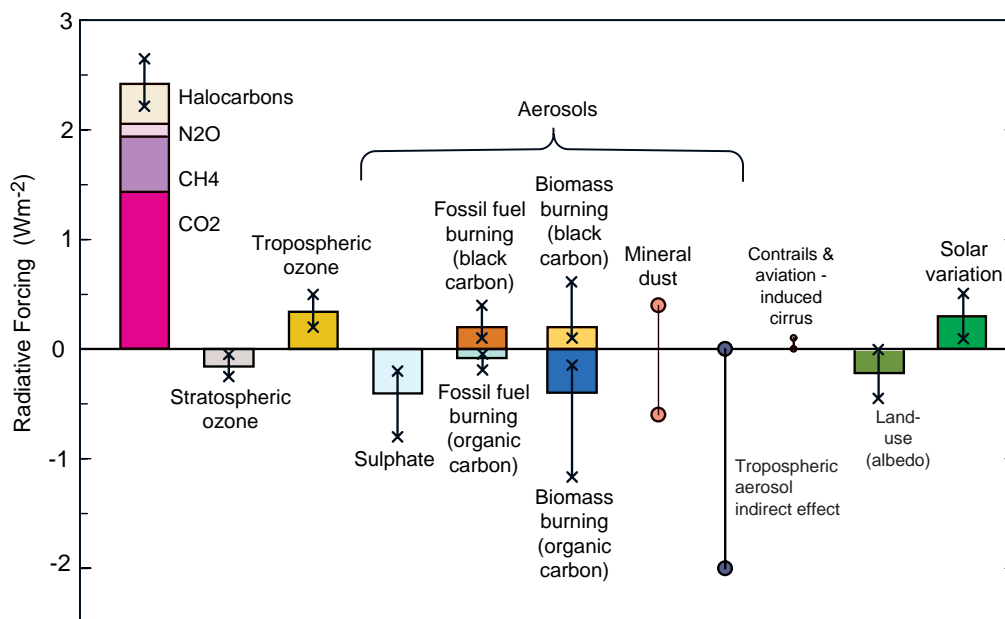 3
2
1
0
-1
-2
Radiative Forcing (Wm-2)
Halocarbons
N2O
CH4
CO2
Stratospheric
ozone
Tropospheric
ozone
Aerosols
Sulphate
Fossil fuel
burning
(black
carbon)
Fossil fuel
burning
(organic
carbon)
Biomass
burning
(black
carbon)
Biomass
burning
(organic
carbon)
Mineral
dust
Tropospheric
aerosol
indirect effect
Contrails &
aviation -
induced
cirrus
Land-
use
(albedo)
Solar
variation